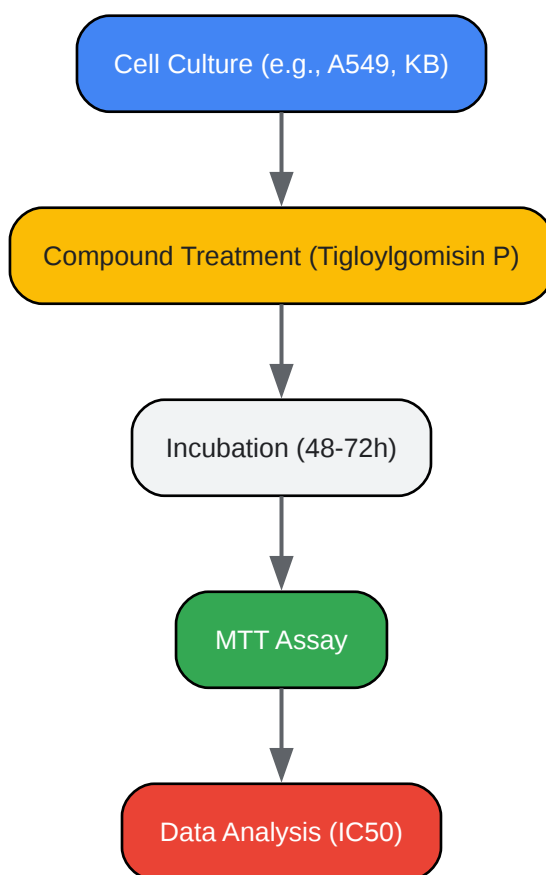 Cell Culture (e.g., A549, KB)
Compound Treatment (Tigloylgomisin P)
Incubation (48-72h)
MTT Assay
Data Analysis (IC50)